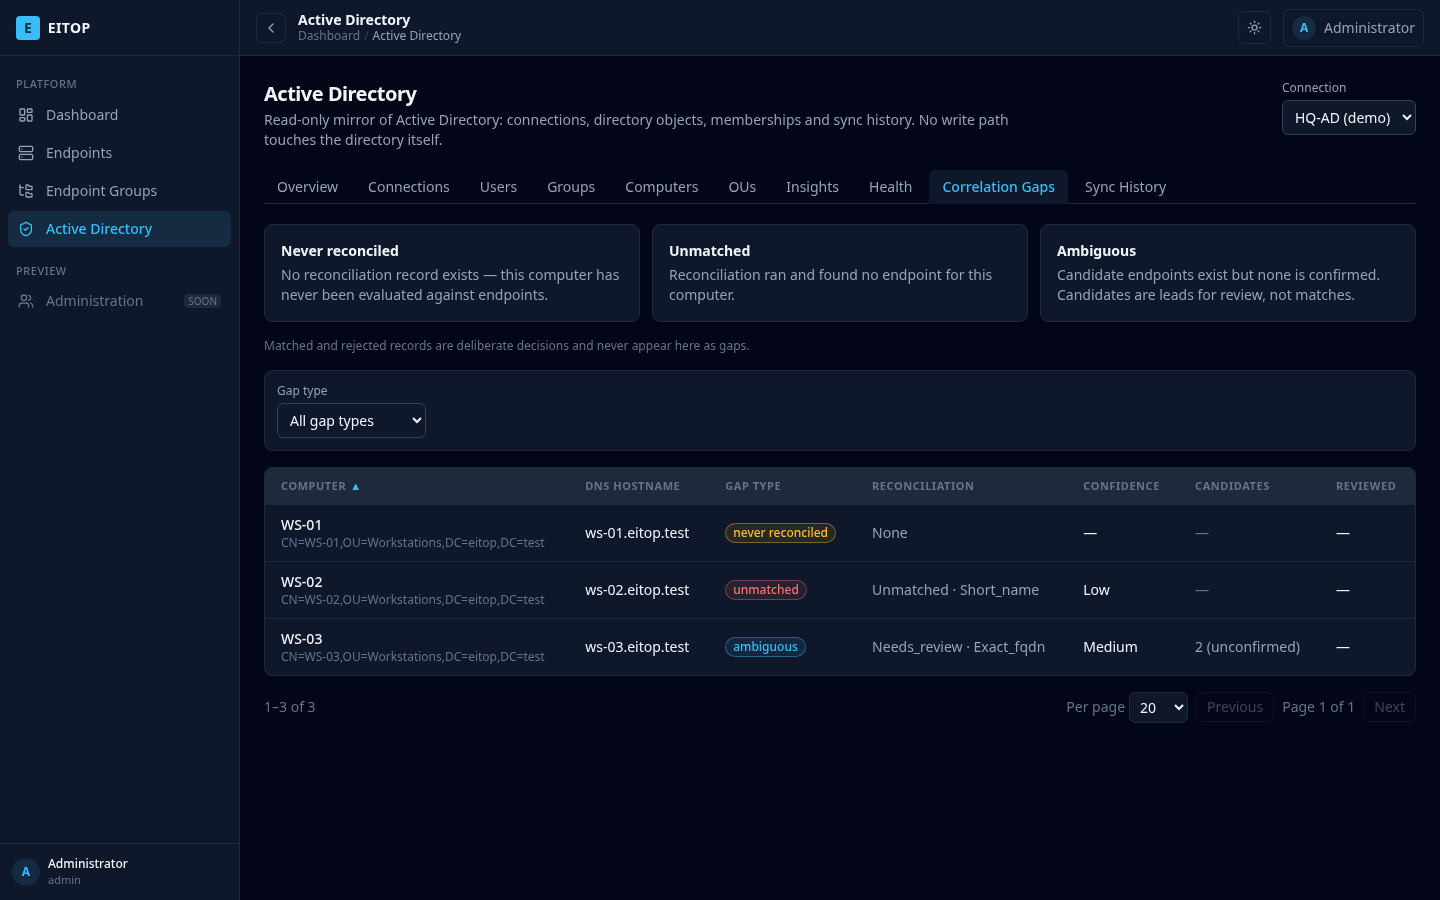 E EITOP
Active Directory
Dashboard / Active Directory
A Administrator
PLATFORM
Dashboard
Endpoints
Endpoint Groups
Active Directory
PREVIEW
Administration SOON
Active Directory
Read-only mirror of Active Directory: connections, directory objects, memberships and sync history. No write path
touches the directory itself.
Connection
HQ-AD (demo)
Overview Connections Users Groups Computers OUs Insights Health Correlation Gaps Sync History
Never reconciled
No reconciliation record exists — this computer has
never been evaluated against endpoints.
Unmatched
Reconciliation ran and found no endpoint for this
computer.
Ambiguous
Candidate endpoints exist but none is confirmed.
Candidates are leads for review, not matches.
Matched and rejected records are deliberate decisions and never appear here as gaps.
Gap type
All gap types
COMPUTER ▲ DNS HOSTNAME GAP TYPE RECONCILIATION CONFIDENCE CANDIDATES REVIEWED
WS-01
CN=WS-01,OU=Workstations,DC=eitop,DC=test
ws-01.eitop.test never reconciled None — — —
WS-02
CN=WS-02,OU=Workstations,DC=eitop,DC=test
ws-02.eitop.test unmatched Unmatched · Short_name Low — —
WS-03
CN=WS-03,OU=Workstations,DC=eitop,DC=test
ws-03.eitop.test ambiguous Needs_review · Exact_fqdn Medium 2 (unconfirmed) —
1–3 of 3
Per page 20 Previous Page 1 of 1 Next
A Administrator
admin